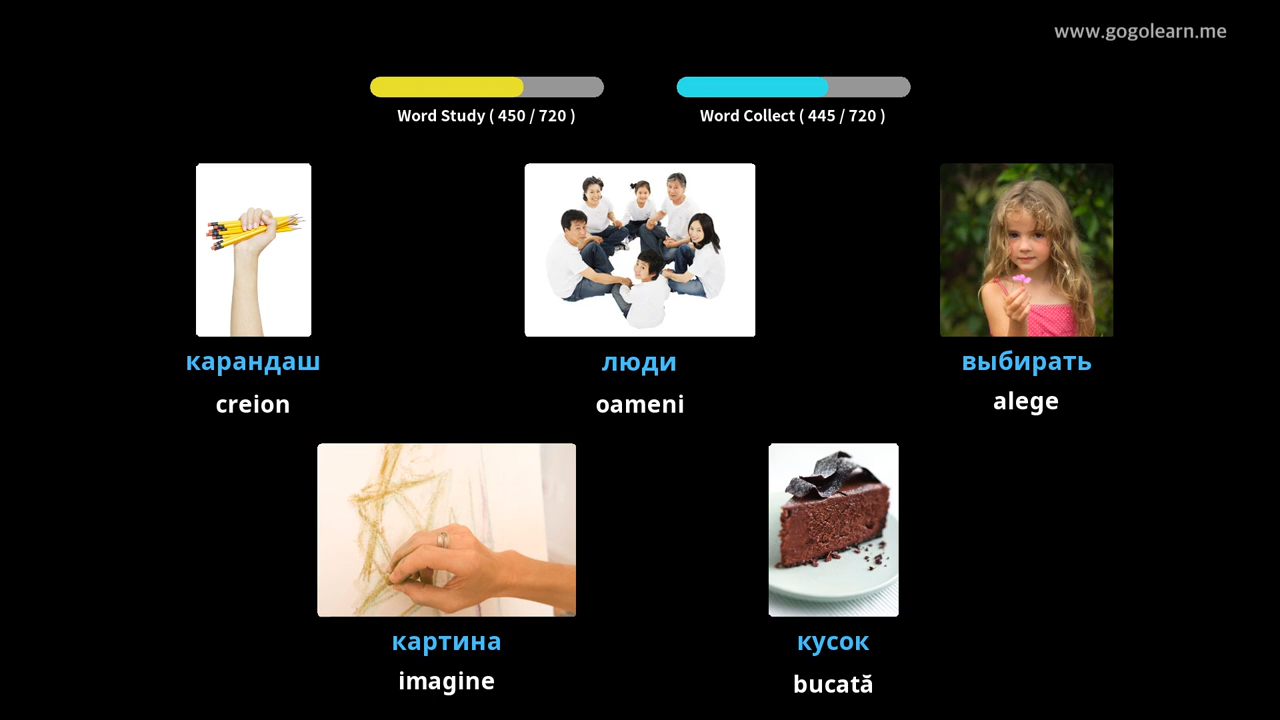 www.gogolearn.me
Word Study ( 450 / 720 )
Word Collect ( 445 / 720 )
карандаш
creion
люди
oameni
выбирать
alege
картина
imagine
кусок
bucată